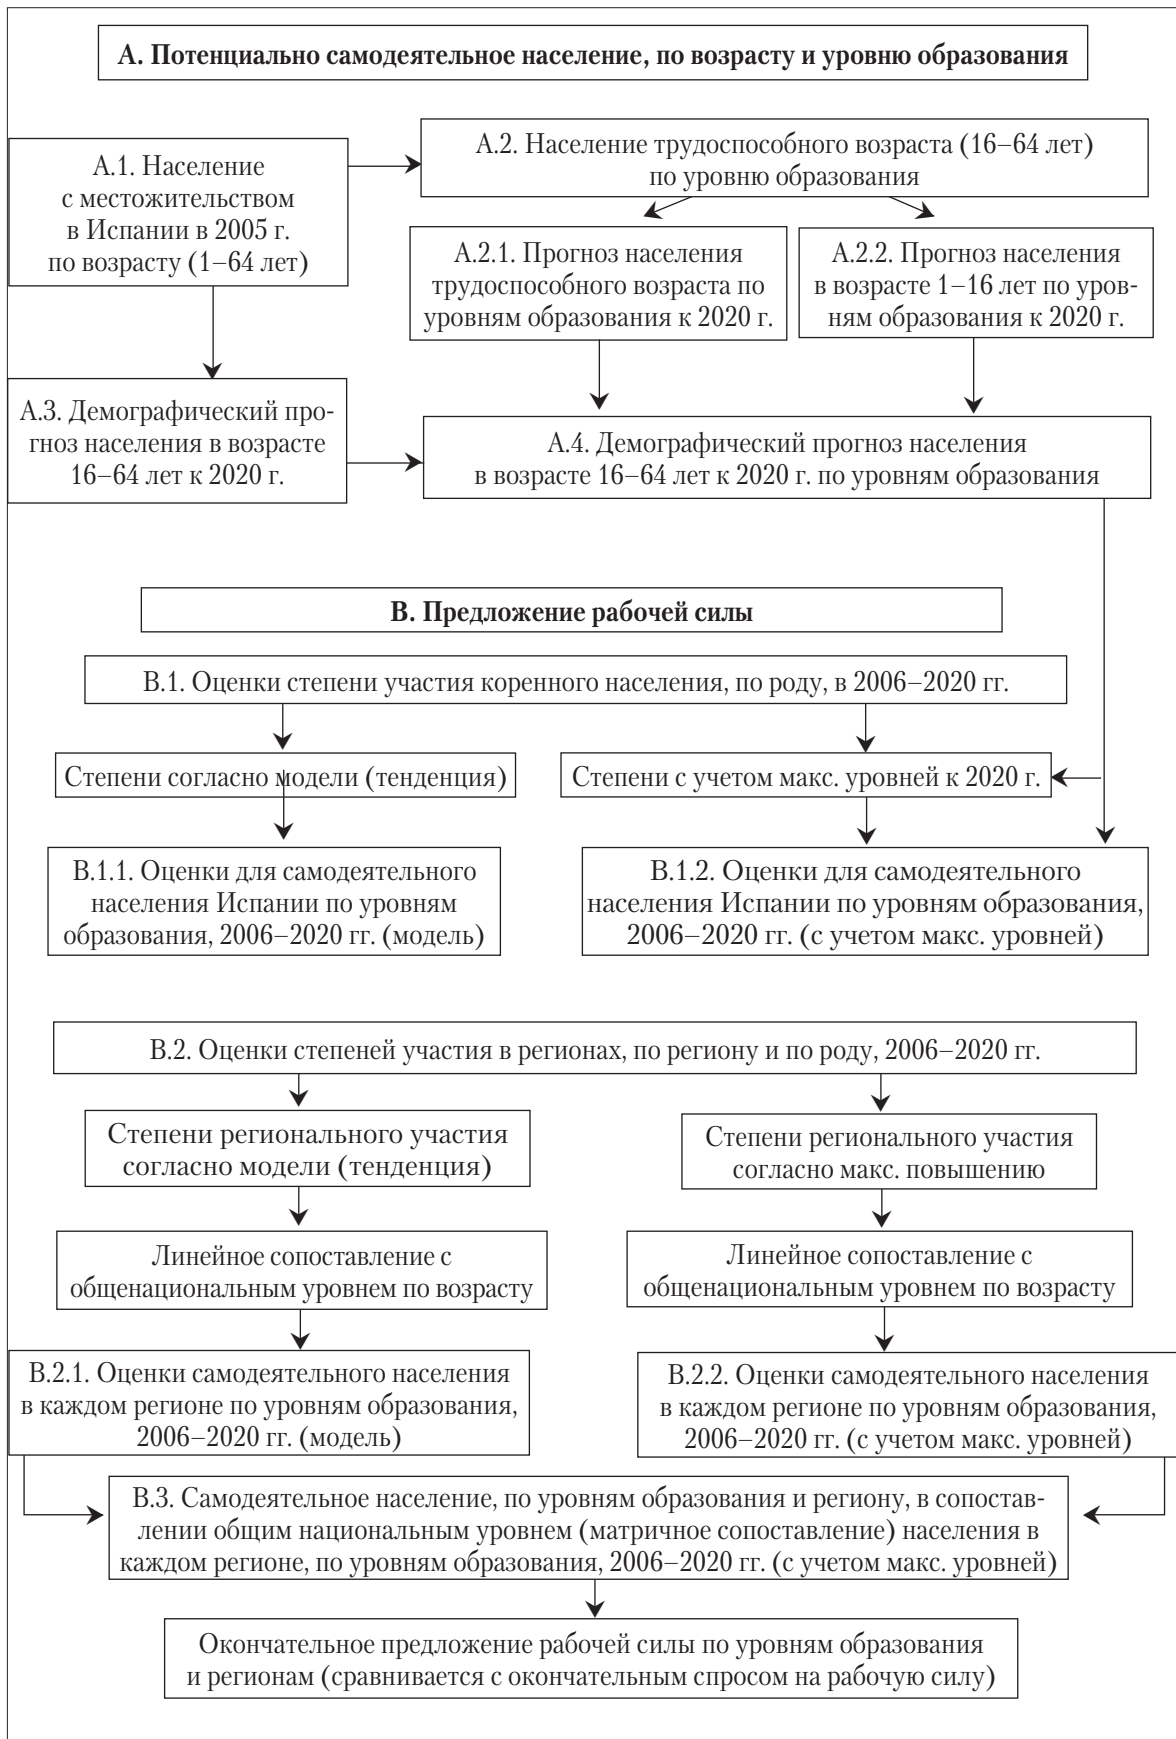 А. Потенциально самодеятельное население, по возрасту и уровню образования
А.1. Население
с местожительством
в Испании в 2005 г.
по возрасту (1–64 лет)
А.2. Население трудоспособного возраста (16–64 лет)
по уровню образования
А.2.1. Прогноз населения
трудоспособного возраста по
уровням образования к 2020 г.
А.2.2. Прогноз населения
в возрасте 1–16 лет по уров-
ням образования к 2020 г.
А.3. Демографический про-
гноз населения в возрасте
16–64 лет к 2020 г.
А.4. Демографический прогноз населения
в возрасте 16–64 лет к 2020 г. по уровням образования
В. Предложение рабочей силы
В.1. Оценки степени участия коренного населения, по роду, в 2006–2020 гг.
Степени согласно модели (тенденция)
Степени с учетом макс. уровней к 2020 г.
В.1.1. Оценки для самодеятельного
населения Испании по уровням
образования, 2006–2020 гг. (модель)
В.1.2. Оценки для самодеятельного
населения Испании по уровням образования,
2006–2020 гг. (с учетом макс. уровней)
В.2. Оценки степеней участия в регионах, по региону и по роду, 2006–2020 гг.
Степени регионального участия
согласно модели (тенденция)
Степени регионального участия
согласно макс. повышению
Линейное сопоставление с
общенациональным уровнем по возрасту
Линейное сопоставление с
общенациональным уровнем по возрасту
В.2.1. Оценки самодеятельного населения
в каждом регионе по уровням образования,
2006–2020 гг. (модель)
В.2.2. Оценки самодеятельного населения
в каждом регионе по уровням образования,
2006–2020 гг. (с учетом макс. уровней)
В.3. Самодеятельное население, по уровням образования и региону, в сопостав-
лении общим национальным уровнем (матричное сопоставление) населения в
каждом регионе, по уровням образования, 2006–2020 гг. (с учетом макс. уровней)
Окончательное предложение рабочей силы по уровням образования
и регионам (сравнивается с окончательным спросом на рабочую силу)